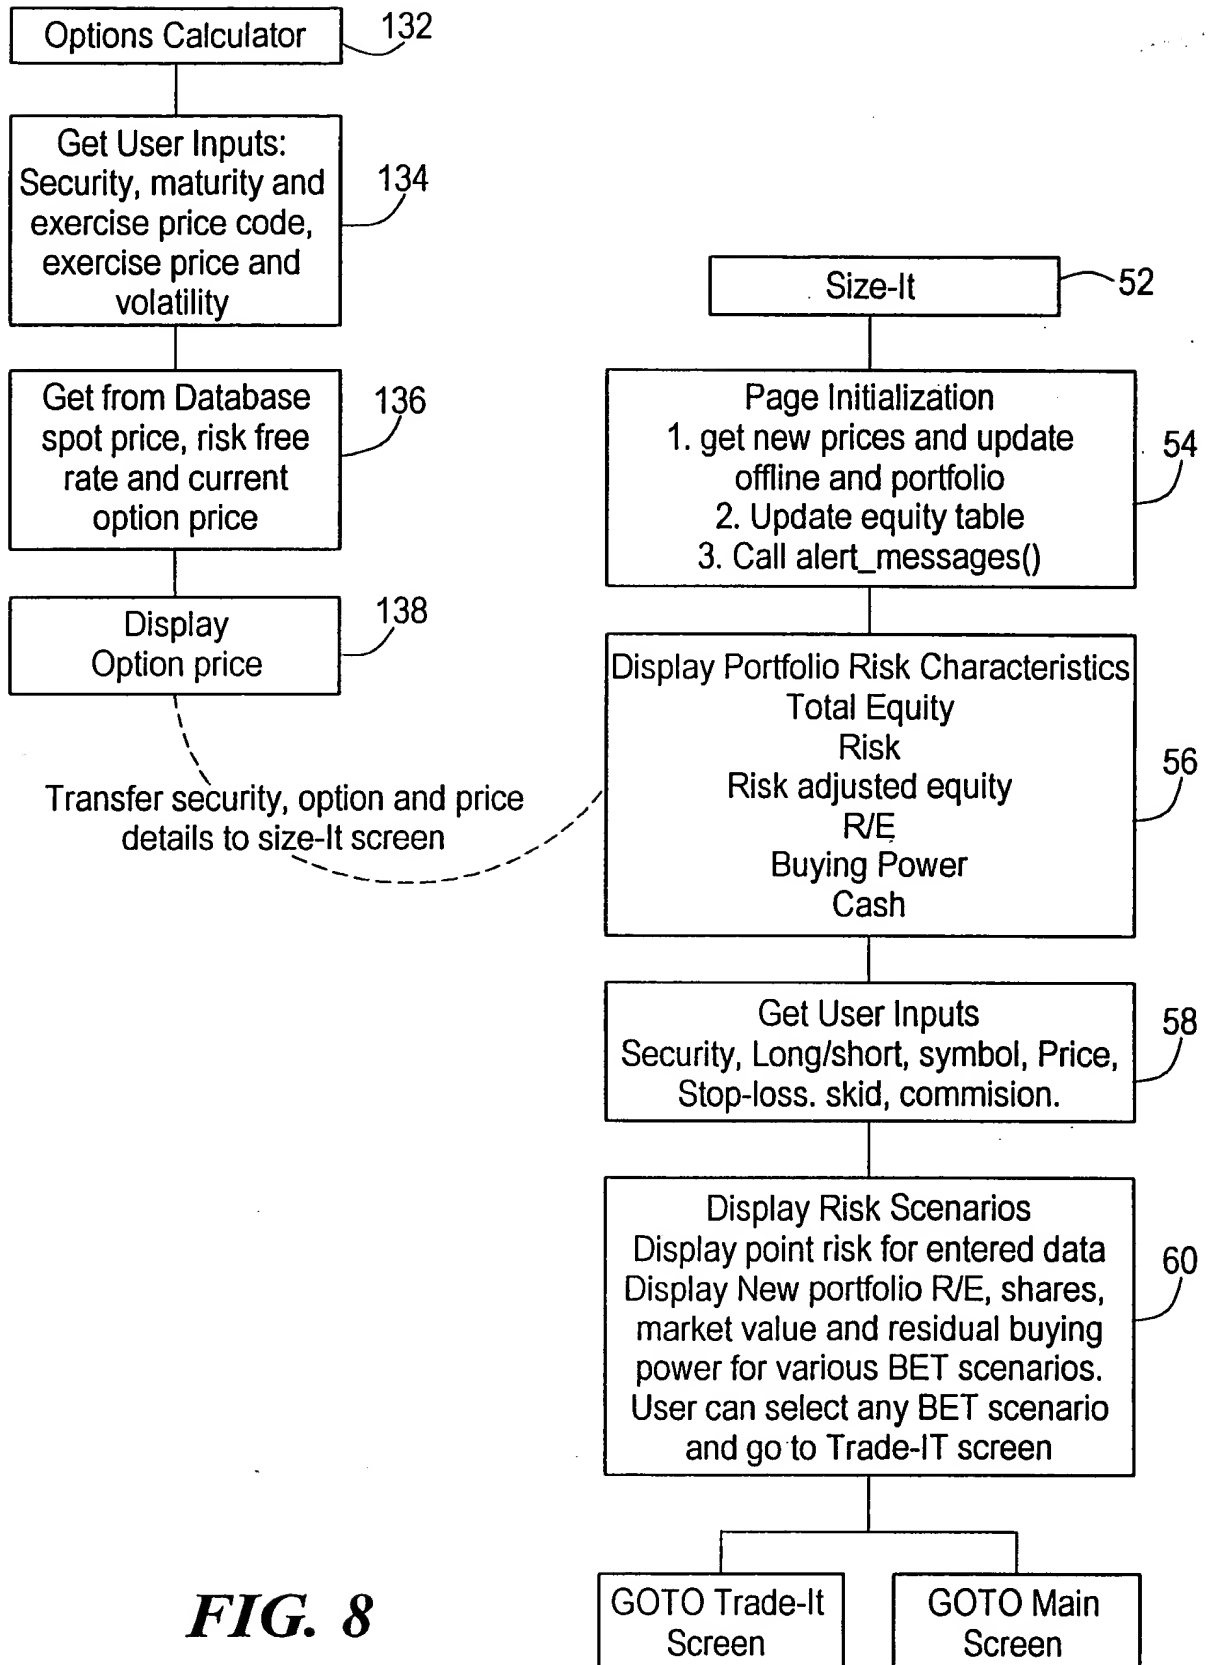 Options Calculator
132
Get User Inputs:
Security, maturity and
exercise price code,
exercise price and
volatility
134
Get from Database
spot price, risk free
rate and current
option price
136
Display
Option price
138
Transfer security, option and price
details to size-It screen
Size-It
52
Page Initialization
1. get new prices and update
offline and portfolio
2. Update equity table
3. Call alert_messages()
54
Display Portfolio Risk Characteristics
Total Equity
Risk
Risk adjusted equity
R/E
Buying Power
Cash
56
Get User Inputs
Security, Long/short, symbol, Price,
Stop-loss. skid, commision.
58
Display Risk Scenarios
Display point risk for entered data
Display New portfolio R/E, shares,
market value and residual buying
power for various BET scenarios.
User can select any BET scenario
and go to Trade-IT screen
60
GOTO Trade-It
Screen
GOTO Main
Screen
FIG. 8